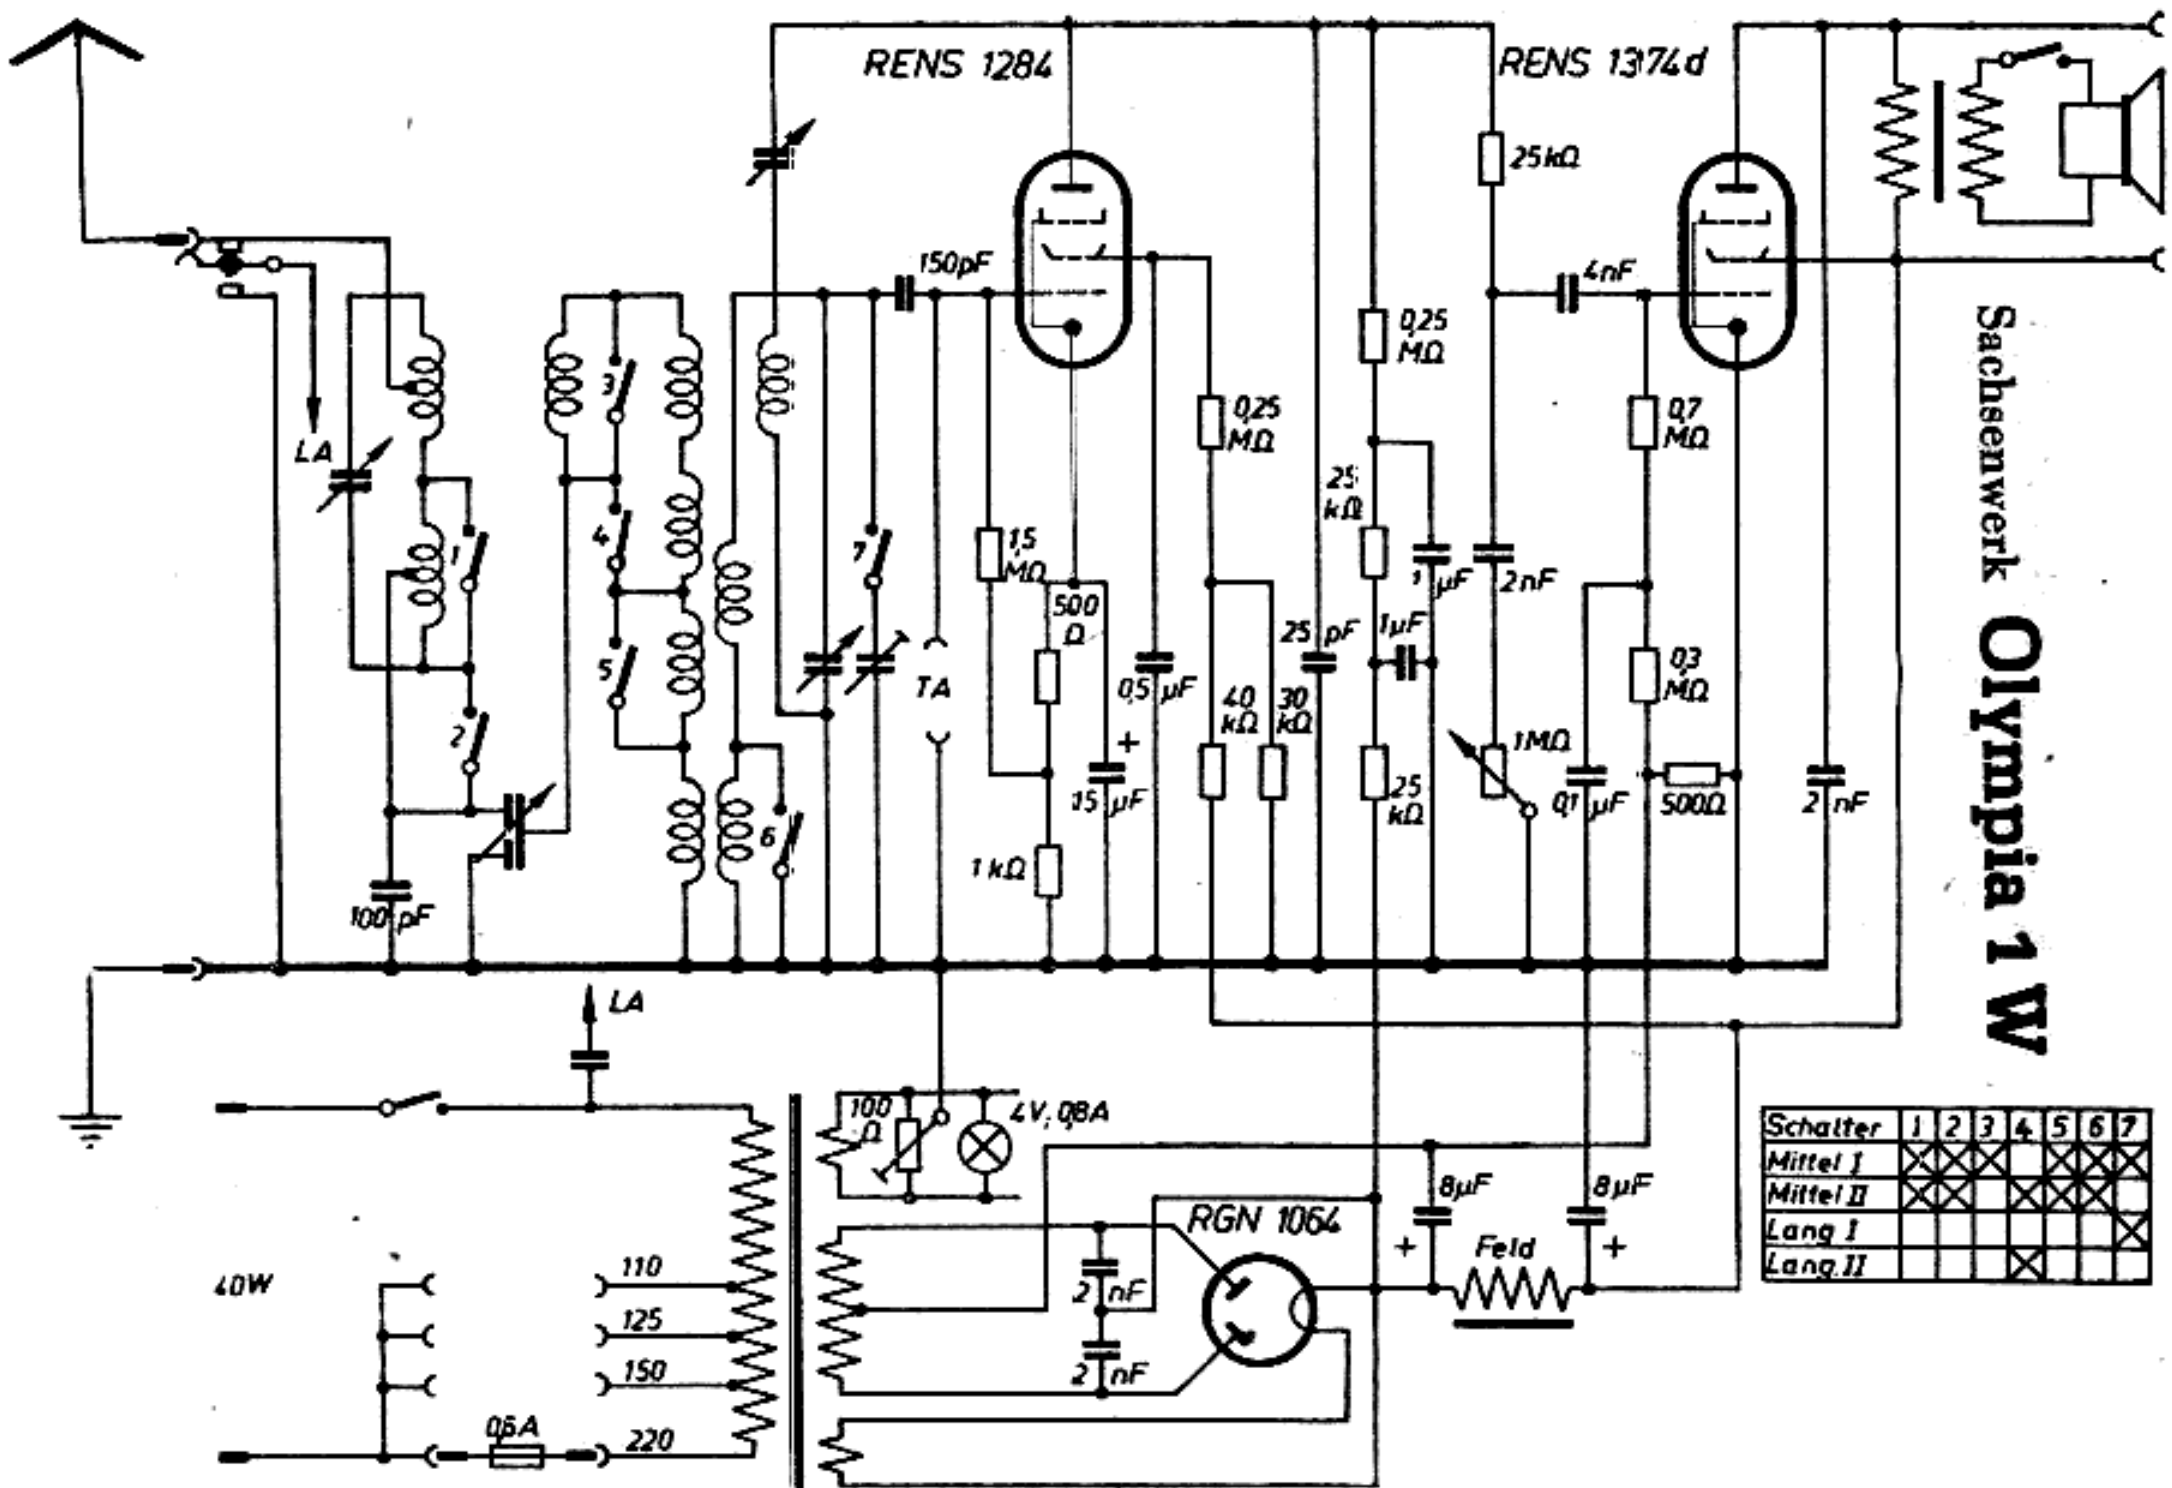 RENS 1284
RENS 1374d
25kΩ
150pF
4nF
LA
3
0,25
MΩ
0,25
MΩ
0,7
MΩ
1
4
7
1,5
MΩ
500
Ω
25
kΩ
1 µF
2nF
25 pF
1µF
2
5
TA
0,5 µF
40
kΩ
30
kΩ
0,3
MΩ
+
15 µF
1MΩ
25
kΩ
0,1 µF
500Ω
2 nF
6
1kΩ
100 pF
Sachsenwerk Olympia 1 W
LA
100
Ω
4V; 0,8A
Schalter 1 2 3 4 5 6 7
Mittel I
Mittel II
Lang I
Lang II
RGN 1064
8µF
+
Feld
8µF
+
2 nF
2 nF
40W
110
125
150
0,6A
220